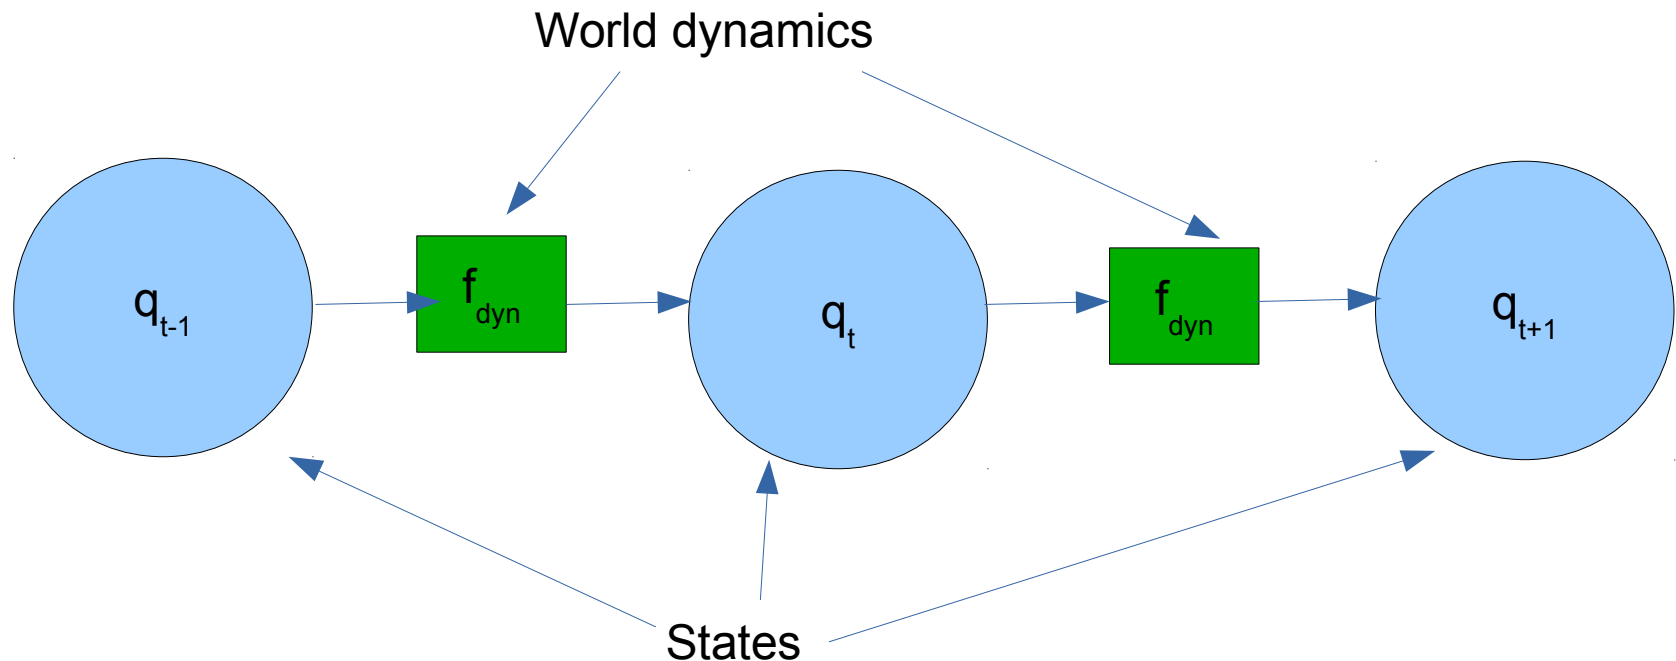 World dynamics
q_t-1
f_dyn
q_t
f_dyn
q_t+1
States